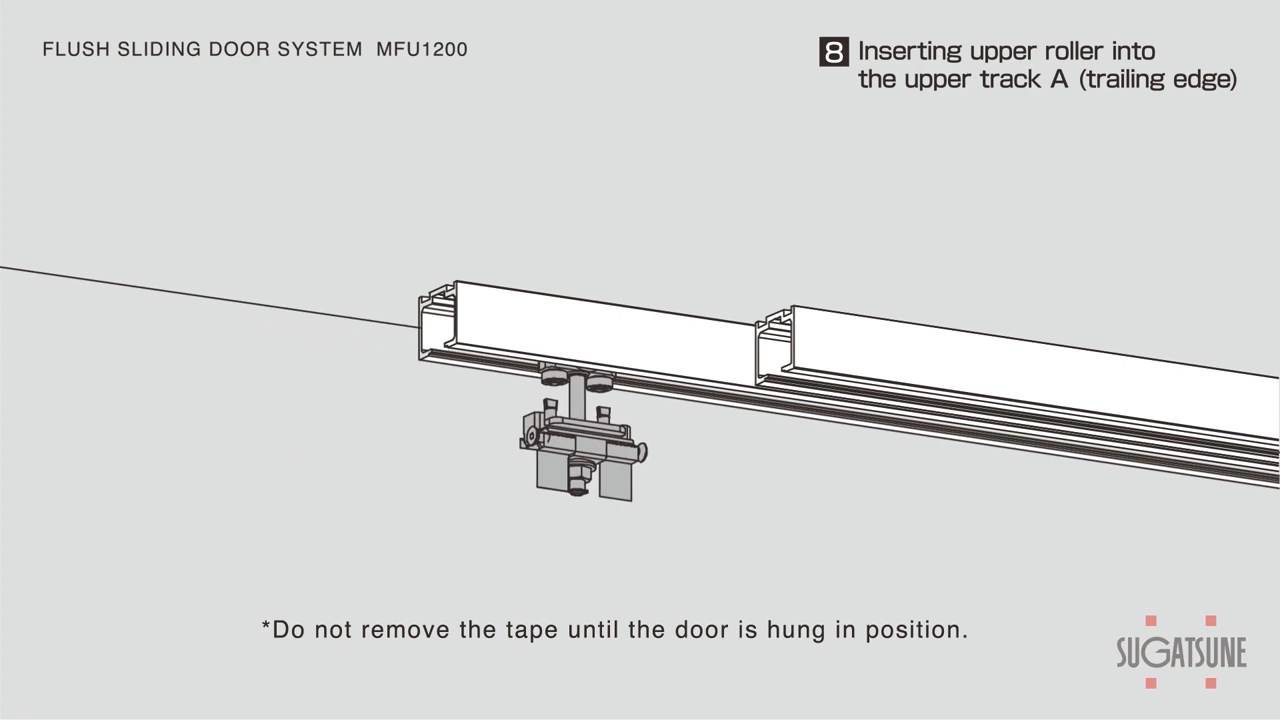 FLUSH SLIDING DOOR SYSTEM MFU1200
8 Inserting upper roller into
the upper track A (trailing edge)
*Do not remove the tape until the door is hung in position.
SUGATSUNE